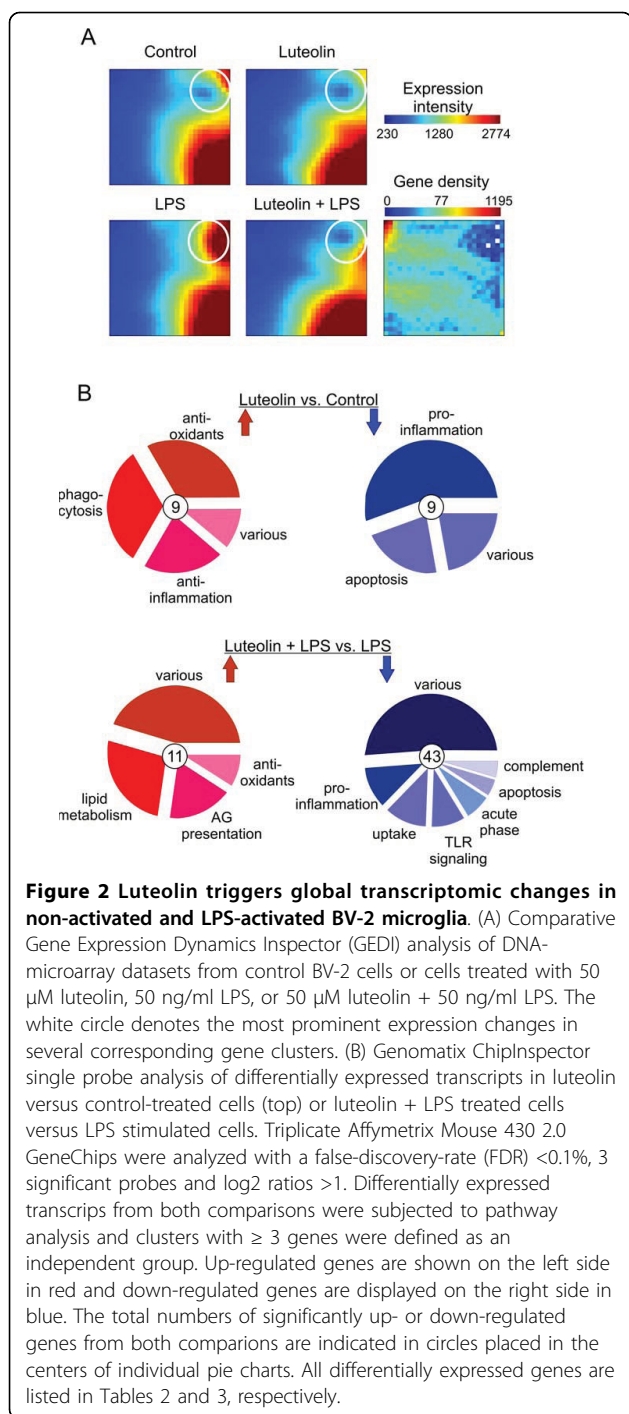 A
Control
Luteolin
Expression
intensity
230 1280 2774
LPS
Luteolin + LPS
Gene density
0 77 1195
B
Luteolin vs. Control
anti-
oxidants
phago-
cytosis
9
various
anti-
inflammation
pro-
inflammation
9
various
apoptosis
Luteolin + LPS vs. LPS
various
11
anti-
oxidants
lipid
metabolism
AG
presentation
various
43
complement
pro-
inflammation
apoptosis
acute
phase
uptake
TLR
signaling
Figure 2 Luteolin triggers global transcriptomic changes in
non-activated and LPS-activated BV-2 microglia. (A) Comparative
Gene Expression Dynamics Inspector (GEDI) analysis of DNA-
microarray datasets from control BV-2 cells or cells treated with 50
μM luteolin, 50 ng/ml LPS, or 50 μM luteolin + 50 ng/ml LPS. The
white circle denotes the most prominent expression changes in
several corresponding gene clusters. (B) Genomatix ChipInspector
single probe analysis of differentially expressed transcripts in luteolin
versus control-treated cells (top) or luteolin + LPS treated cells
versus LPS stimulated cells. Triplicate Affymetrix Mouse 430 2.0
GeneChips were analyzed with a false-discovery-rate (FDR) <0.1%, 3
significant probes and log2 ratios >1. Differentially expressed
transcrips from both comparisons were subjected to pathway
analysis and clusters with ≥ 3 genes were defined as an
independent group. Up-regulated genes are shown on the left side
in red and down-regulated genes are displayed on the right side in
blue. The total numbers of significantly up- or down-regulated
genes from both comparions are indicated in circles placed in the
centers of individual pie charts. All differentially expressed genes are
listed in Tables 2 and 3, respectively.